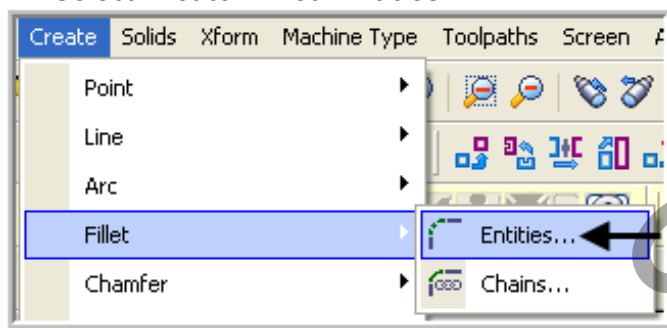 Create Solids Xform Machine Type Toolpaths Screen
Point
Line
Arc
Fillet
Entities...
Chamfer
Chains...